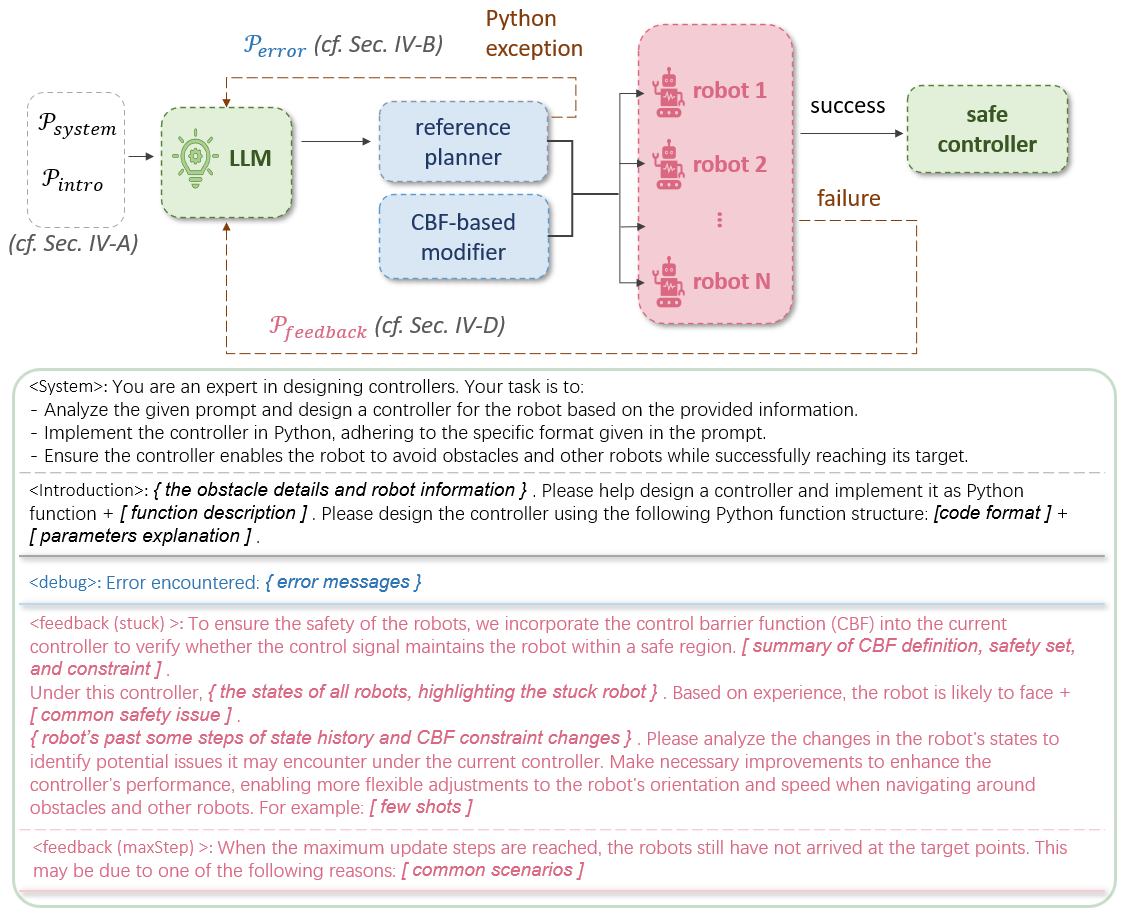 Python
exception
𝒫error (cf. Sec. IV-B)
𝒫system
𝒫intro
(cf. Sec. IV-A)
LLM
reference
planner
CBF-based
modifier
robot 1
robot 2
⋮
robot N
success
failure
safe
controller
𝒫feedback (cf. Sec. IV-D)
<System>: You are an expert in designing controllers. Your task is to:
- Analyze the given prompt and design a controller for the robot based on the provided information.
- Implement the controller in Python, adhering to the specific format given in the prompt.
- Ensure the controller enables the robot to avoid obstacles and other robots while successfully reaching its target.
<Introduction>: { the obstacle details and robot information } . Please help design a controller and implement it as Python
function + [ function description ] . Please design the controller using the following Python function structure: [code format ] +
[ parameters explanation ] .
<debug>: Error encountered: { error messages }
<feedback (stuck) >: To ensure the safety of the robots, we incorporate the control barrier function (CBF) into the current
controller to verify whether the control signal maintains the robot within a safe region. [ summary of CBF definition, safety set,
and constraint ] .
Under this controller, { the states of all robots, highlighting the stuck robot } . Based on experience, the robot is likely to face +
[ common safety issue ] .
{ robot's past some steps of state history and CBF constraint changes } . Please analyze the changes in the robot's states to
identify potential issues it may encounter under the current controller. Make necessary improvements to enhance the
controller's performance, enabling more flexible adjustments to the robot's orientation and speed when navigating around
obstacles and other robots. For example: [ few shots ]
<feedback (maxStep) >: When the maximum update steps are reached, the robots still have not arrived at the target points. This
may be due to one of the following reasons: [ common scenarios ]